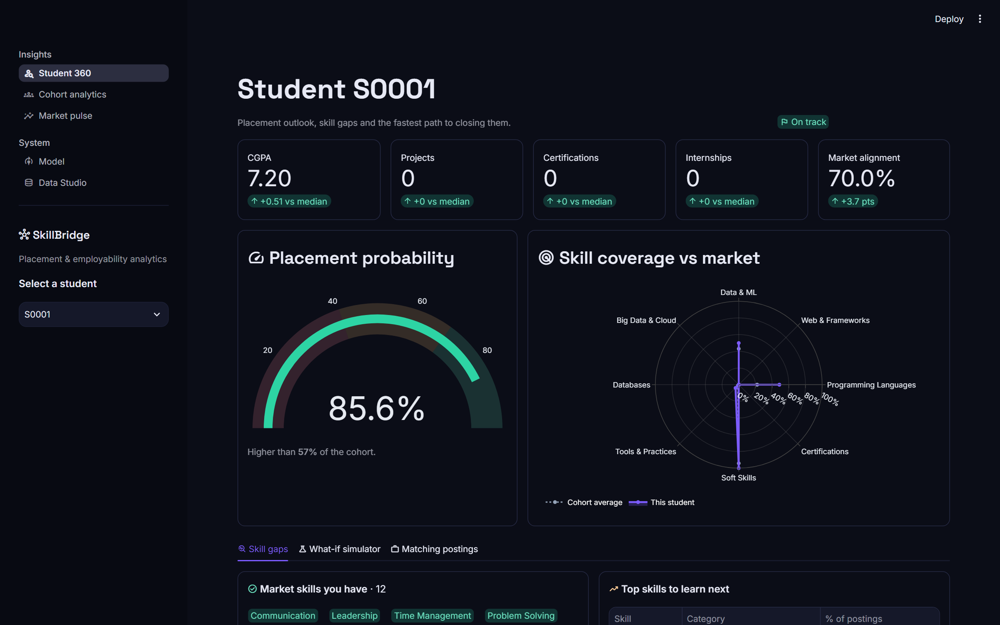 Deploy
Insights
Student 360
Cohort analytics
Market pulse
System
Model
Data Studio
SkillBridge
Placement & employability analytics
Select a student
S0001
Student S0001
Placement outlook, skill gaps and the fastest path to closing them.
On track
CGPA
7.20
+0.51 vs median
Projects
0
+0 vs median
Certifications
0
+0 vs median
Internships
0
+0 vs median
Market alignment
70.0%
+3.7 pts
Placement probability
20
40
60
80
85.6%
Higher than 57% of the cohort.
Skill coverage vs market
Data & ML
Big Data & Cloud
Web & Frameworks
Databases
Programming Languages
0%
20%
40%
60%
80%
100%
Tools & Practices
Certifications
Soft Skills
Cohort average
This student
Skill gaps
What-if simulator
Matching postings
Market skills you have · 12
Communication
Leadership
Time Management
Problem Solving
Top skills to learn next
Skill
Category
% of postings